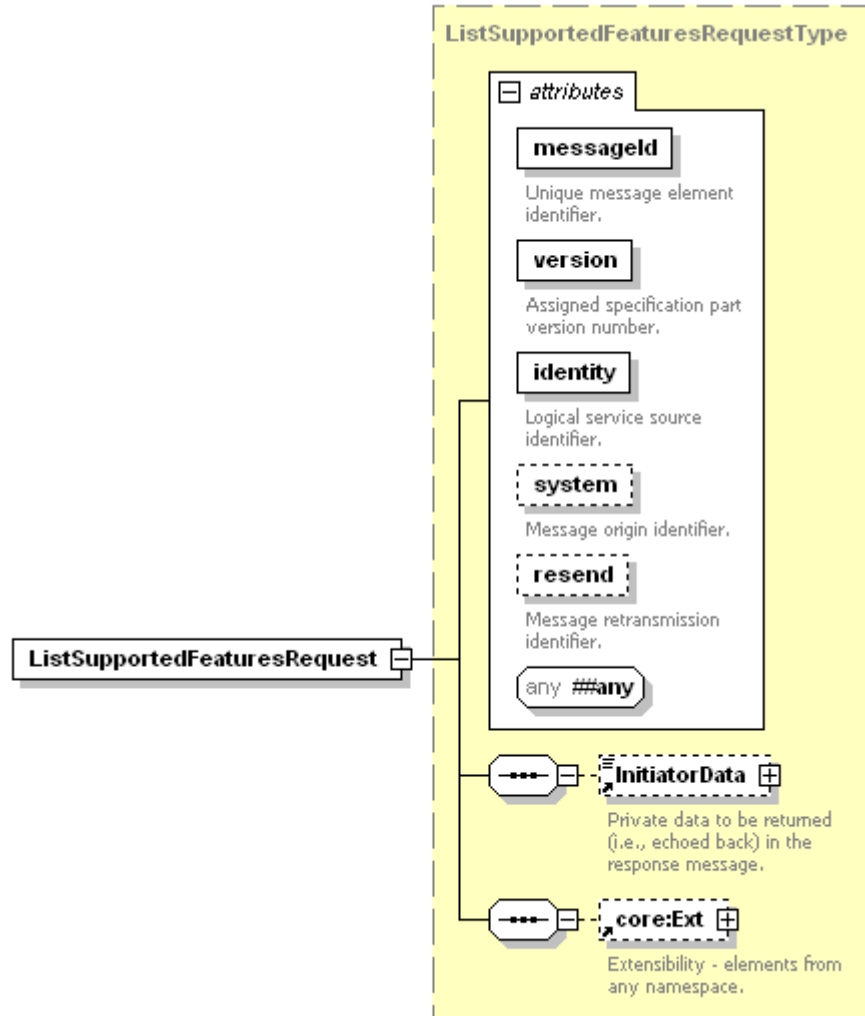 ListSupportedFeaturesRequestType
attributes
messageId
Unique message element
identifier.
version
Assigned specification part
version number.
identity
Logical service source
identifier.
system
Message origin identifier.
resend
Message retransmission
identifier.
ListSupportedFeaturesRequest
any ##any
InitiatorData
Private data to be returned
(i.e., echoed back) in the
response message.
core:Ext
Extensibility - elements from
any namespace.